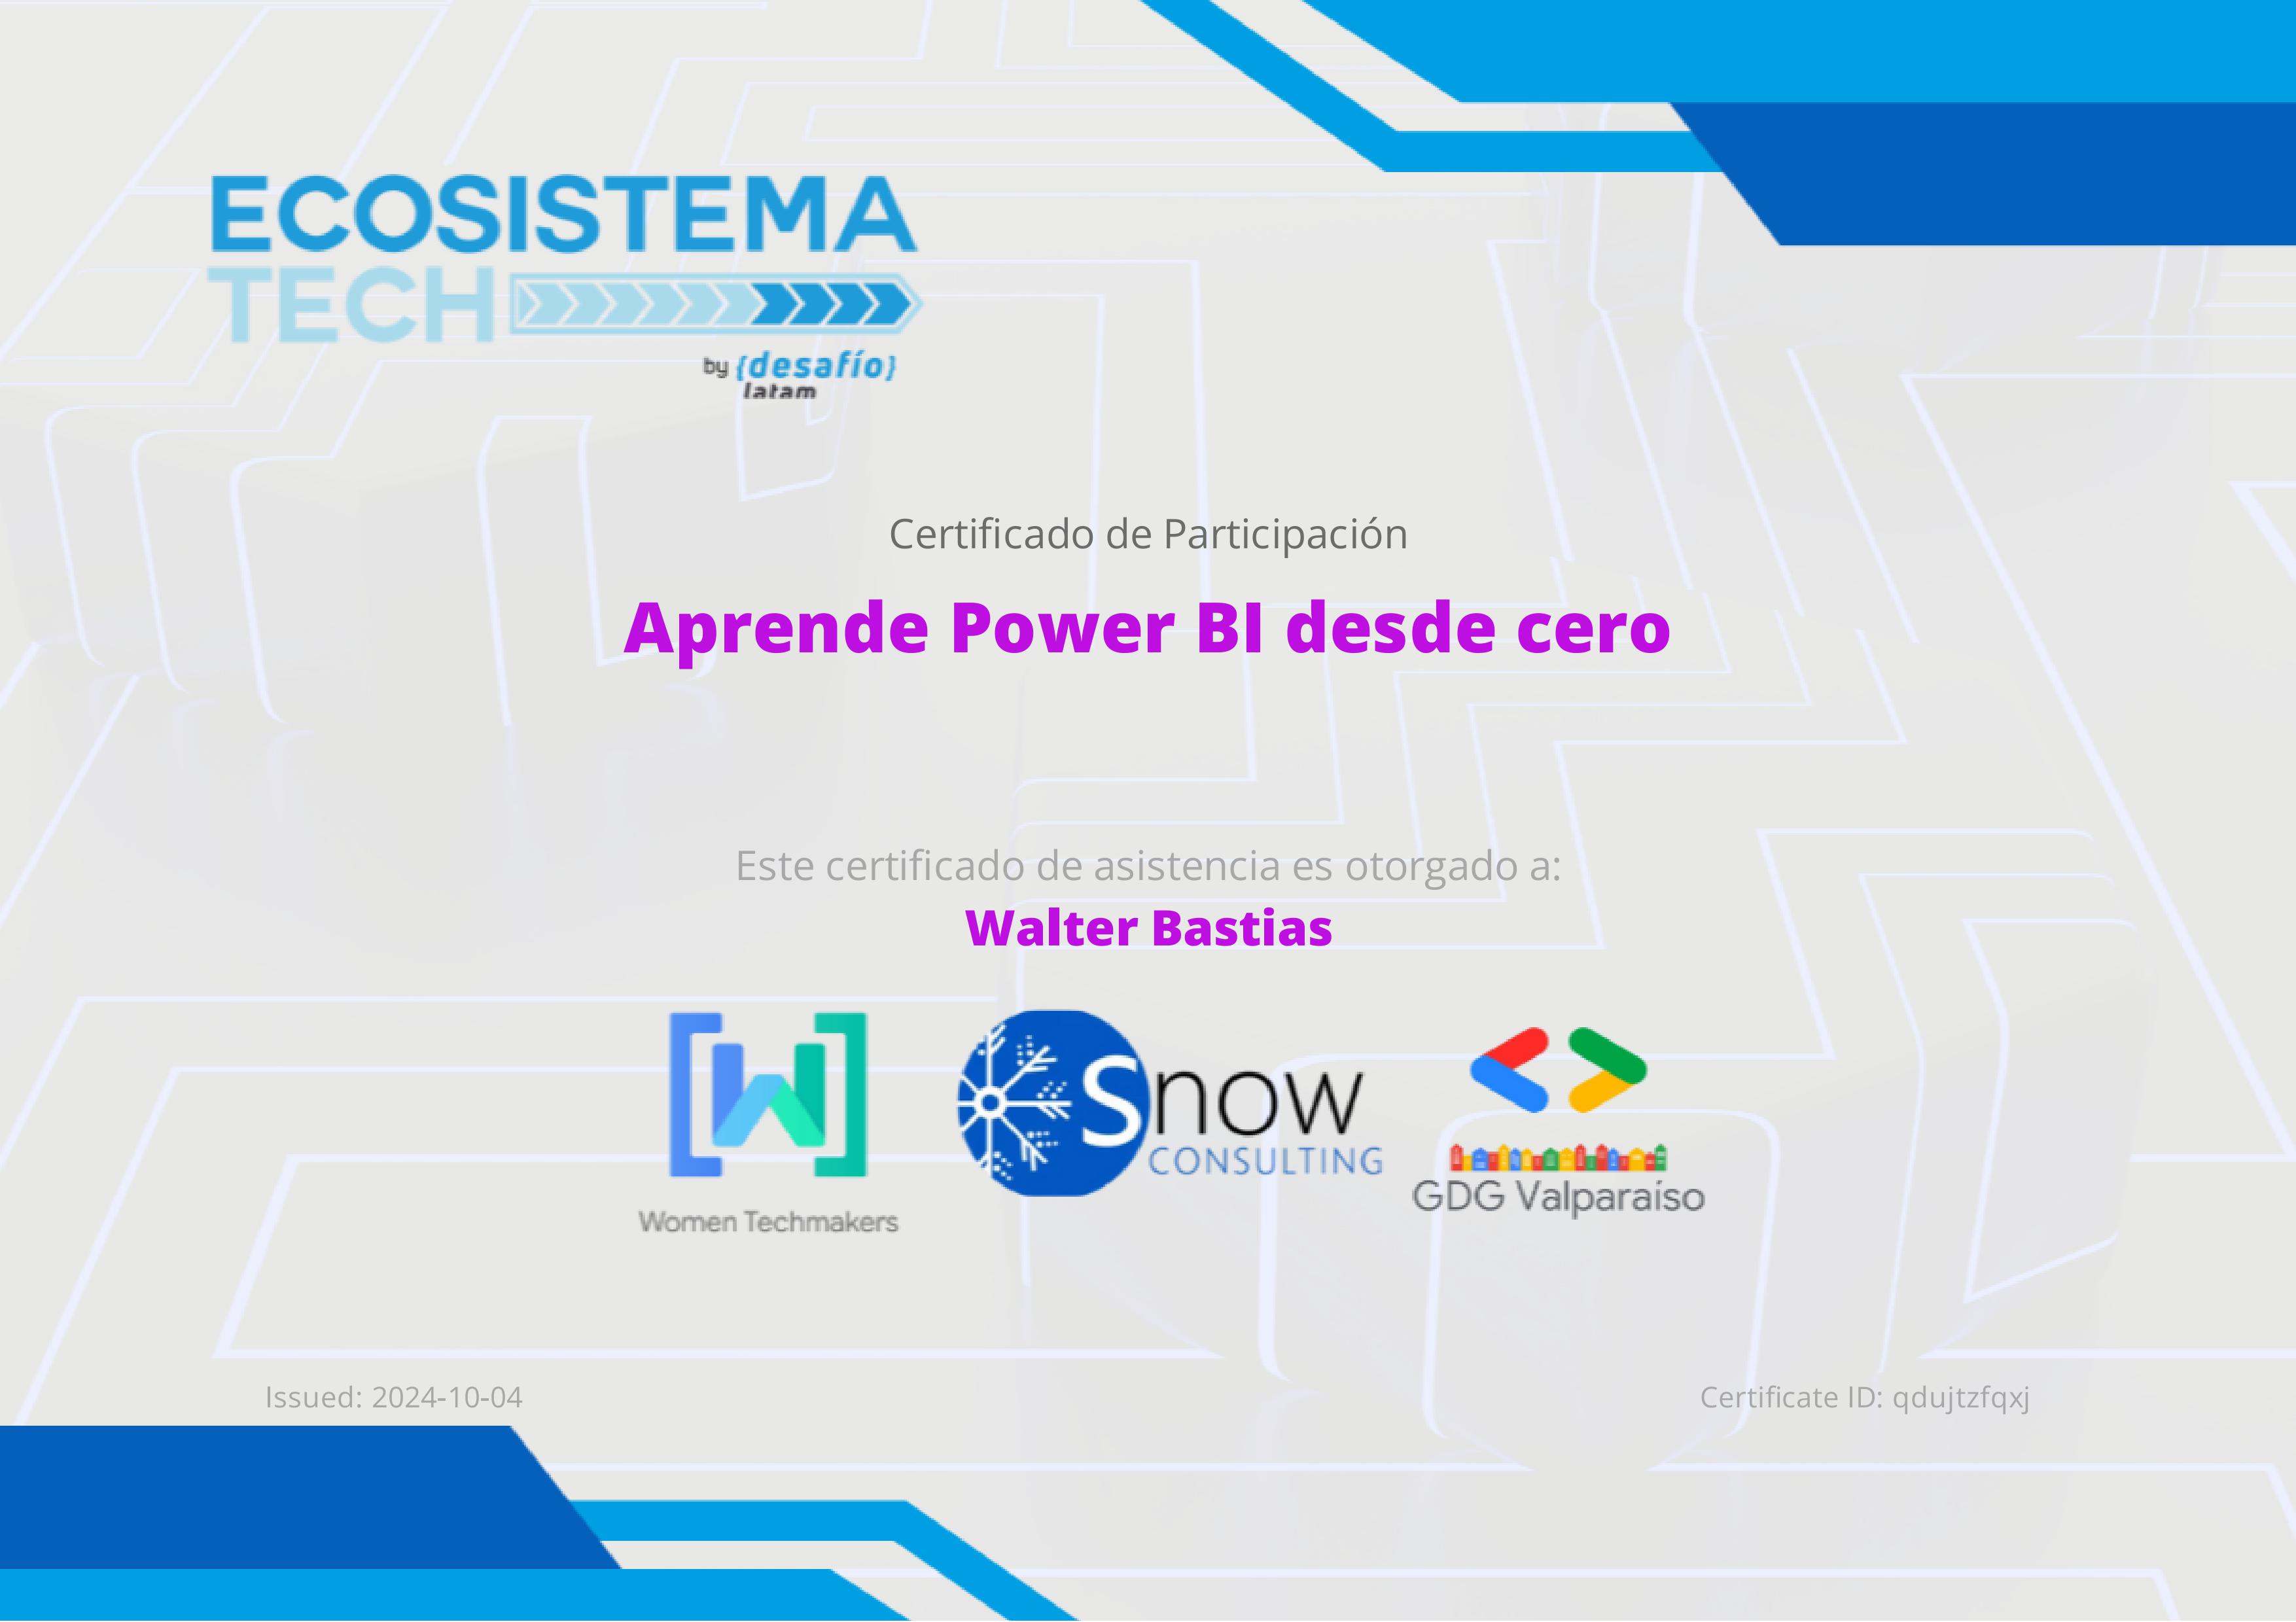 ECOSISTEMA
TECH
by {desafío}
latam
Certificado de Participación
Aprende Power BI desde cero
Este certificado de asistencia es otorgado a:
Walter Bastias
W
Women Techmakers
Snow
CONSULTING
GDG Valparaíso
Issued: 2024-10-04
Certificate ID: qdujtzfqxj